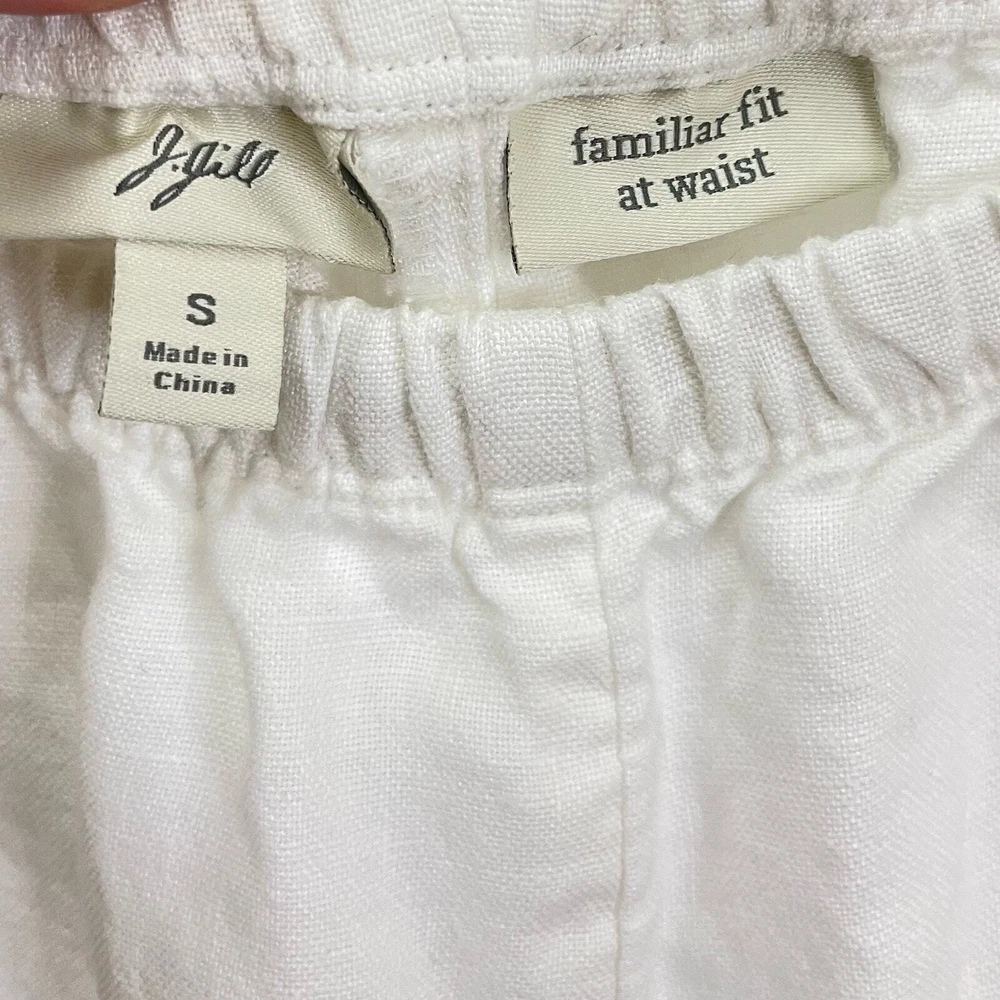 J.Jill
S
Made in
China
familiar fit
at waist